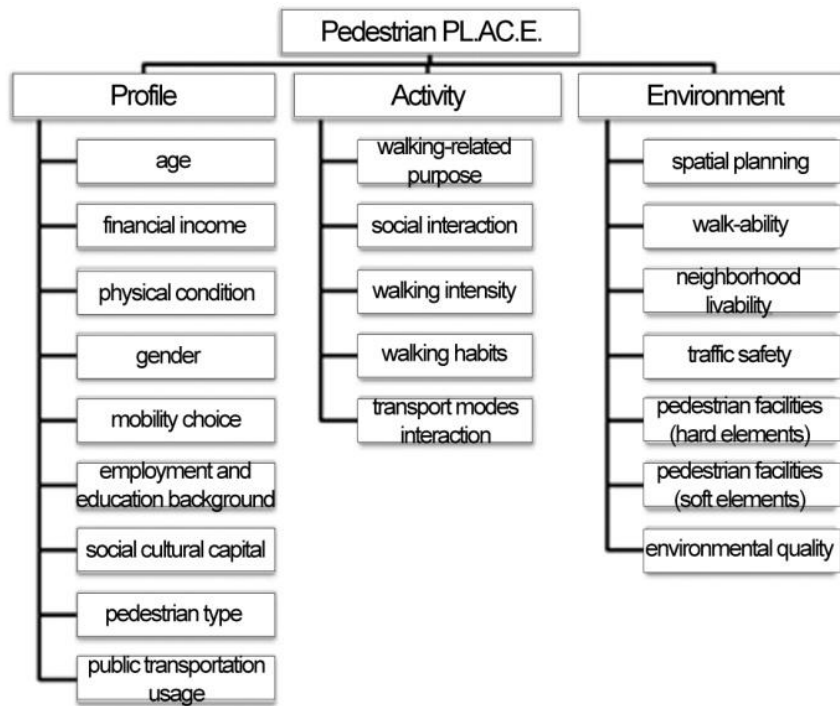 Pedestrian PL.AC.E.
Profile
age
financial income
physical condition
gender
mobility choice
employment and
education background
social cultural capital
pedestrian type
public transportation
usage
Activity
walking-related
purpose
social interaction
walking intensity
walking habits
transport modes
interaction
Environment
spatial planning
walk-ability
neighborhood
livability
traffic safety
pedestrian facilities
(hard elements)
pedestrian facilities
(soft elements)
environmental quality